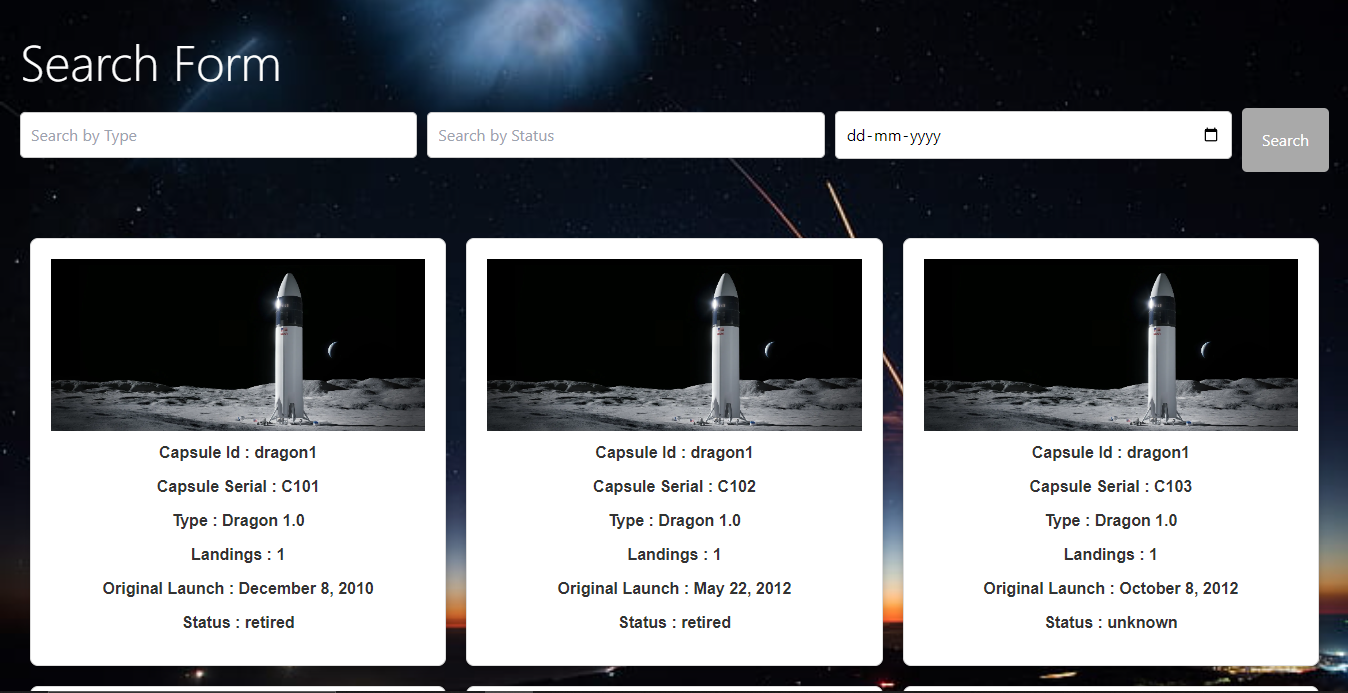 Search Form
Search by Type
Search by Status
dd-mm-yyyy
Search
Capsule Id : dragon1
Capsule Serial : C101
Type : Dragon 1.0
Landings : 1
Original Launch : December 8, 2010
Status : retired
Capsule Id : dragon1
Capsule Serial : C102
Type : Dragon 1.0
Landings : 1
Original Launch : May 22, 2012
Status : retired
Capsule Id : dragon1
Capsule Serial : C103
Type : Dragon 1.0
Landings : 1
Original Launch : October 8, 2012
Status : unknown